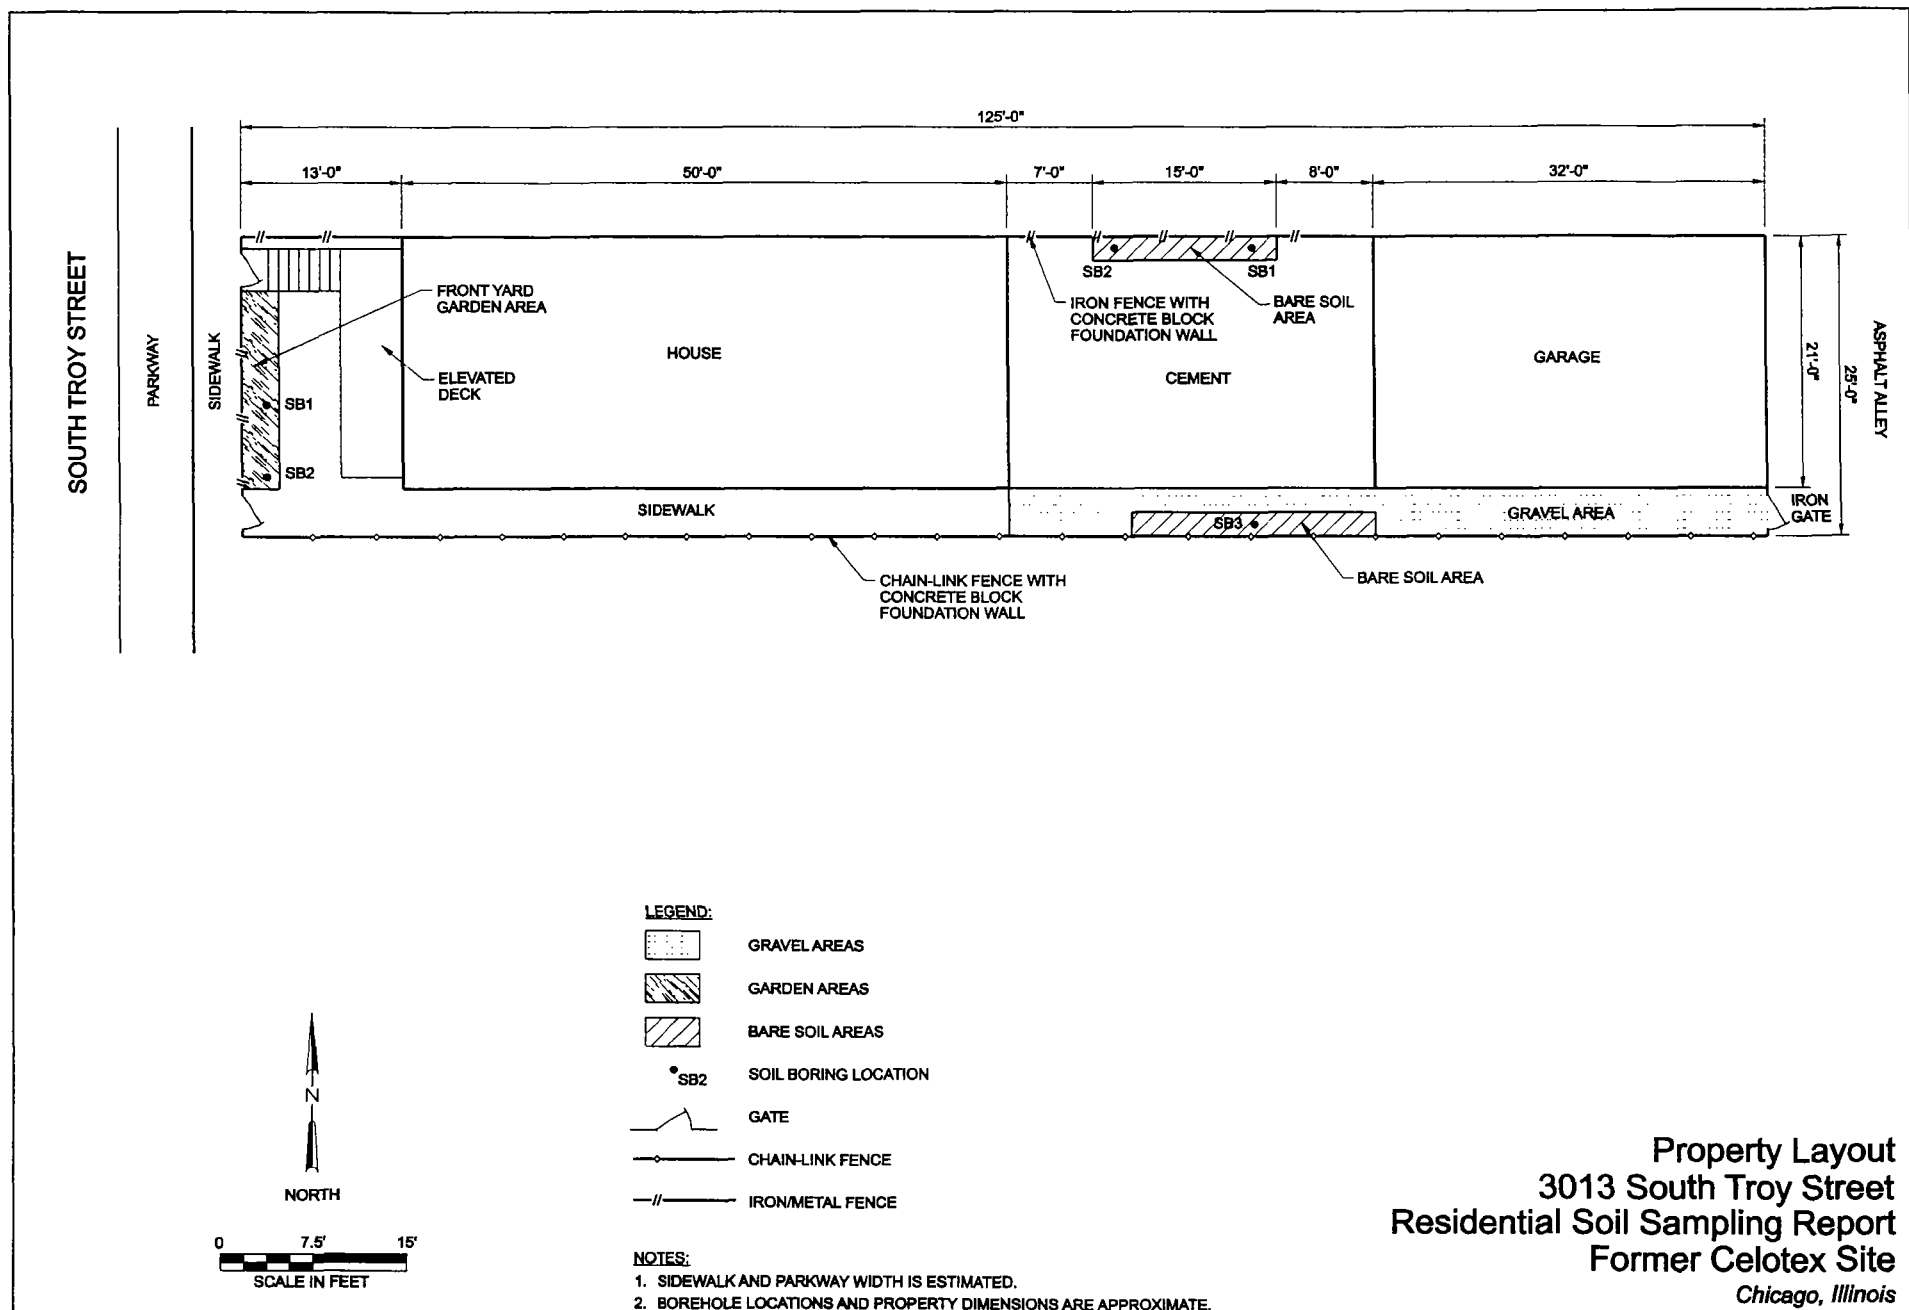 125'-0"
13'-0"
50'-0"
7'-0"
15'-0"
8'-0"
32'-0"
SOUTH TROY STREET
PARKWAY
SIDEWALK
FRONT YARD
GARDEN AREA
ELEVATED
DECK
SB1
SB2
HOUSE
SB2
SB1
IRON FENCE WITH
CONCRETE BLOCK
FOUNDATION WALL
BARE SOIL
AREA
CEMENT
GARAGE
21'-0"
25'-0"
ASPHALT ALLEY
SIDEWALK
SB3
GRAVEL AREA
IRON
GATE
CHAIN-LINK FENCE WITH
CONCRETE BLOCK
FOUNDATION WALL
BARE SOIL AREA
LEGEND:
GRAVEL AREAS
GARDEN AREAS
BARE SOIL AREAS
SB2 SOIL BORING LOCATION
GATE
CHAIN-LINK FENCE
IRON/METAL FENCE
N
NORTH
0 7.5' 15'
SCALE IN FEET
NOTES:
1. SIDEWALK AND PARKWAY WIDTH IS ESTIMATED.
2. BOREHOLE LOCATIONS AND PROPERTY DIMENSIONS ARE APPROXIMATE.
Property Layout
3013 South Troy Street
Residential Soil Sampling Report
Former Celotex Site
Chicago, Illinois